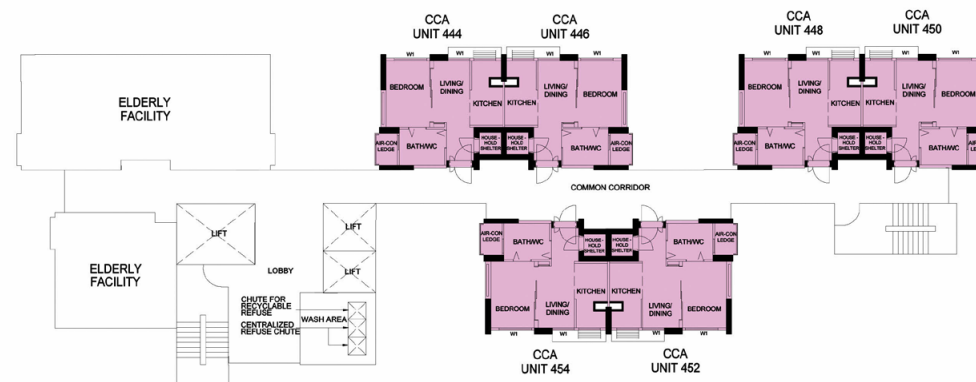 CCA
UNIT 444
CCA
UNIT 446
CCA
UNIT 448
CCA
UNIT 450
W1
W1
W1
W1
W1
W1
W1
W1
ELDERLY
FACILITY
BEDROOM
LIVING/
DINING
KITCHEN
KITCHEN
LIVING/
DINING
BEDROOM
BEDROOM
LIVING/
DINING
KITCHEN
KITCHEN
LIVING/
DINING
BEDROOM
AIR-CON
LEDGE
BATH/WC
HOUSE-
HOLD
SHELTER
HOUSE-
HOLD
SHELTER
BATH/WC
AIR-CON
LEDGE
AIR-CON
LEDGE
BATH/WC
HOUSE-
HOLD
SHELTER
HOUSE-
HOLD
SHELTER
BATH/WC
AIR-CON
LEDGE
COMMON CORRIDOR
LIFT
LIFT
LIFT
LOBBY
ELDERLY
FACILITY
CHUTE FOR
RECYCLABLE
REFUSE
WASH AREA
CENTRALIZED
REFUSE CHUTE
AIR-CON
LEDGE
BATH/WC
HOUSE-
HOLD
SHELTER
HOUSE-
HOLD
SHELTER
BATH/WC
AIR-CON
LEDGE
BEDROOM
LIVING/
DINING
KITCHEN
KITCHEN
LIVING/
DINING
BEDROOM
W1
W1
W1
W1
CCA
UNIT 454
CCA
UNIT 452